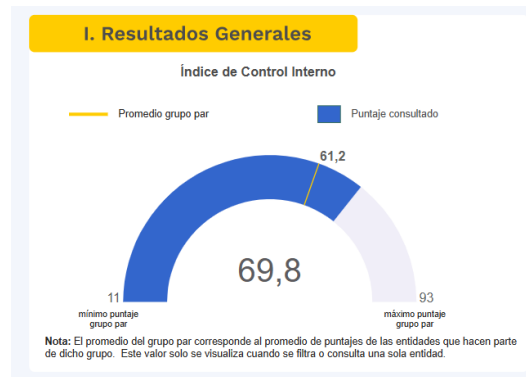 I. Resultados Generales
Índice de Control Interno
Promedio grupo par
Puntaje consultado
61,2
69,8
11
93
mínimo puntaje
grupo par
máximo puntaje
grupo par
Nota: El promedio del grupo par corresponde al promedio de puntajes de las entidades que hacen parte
de dicho grupo. Este valor solo se visualiza cuando se filtra o consulta una sola entidad.